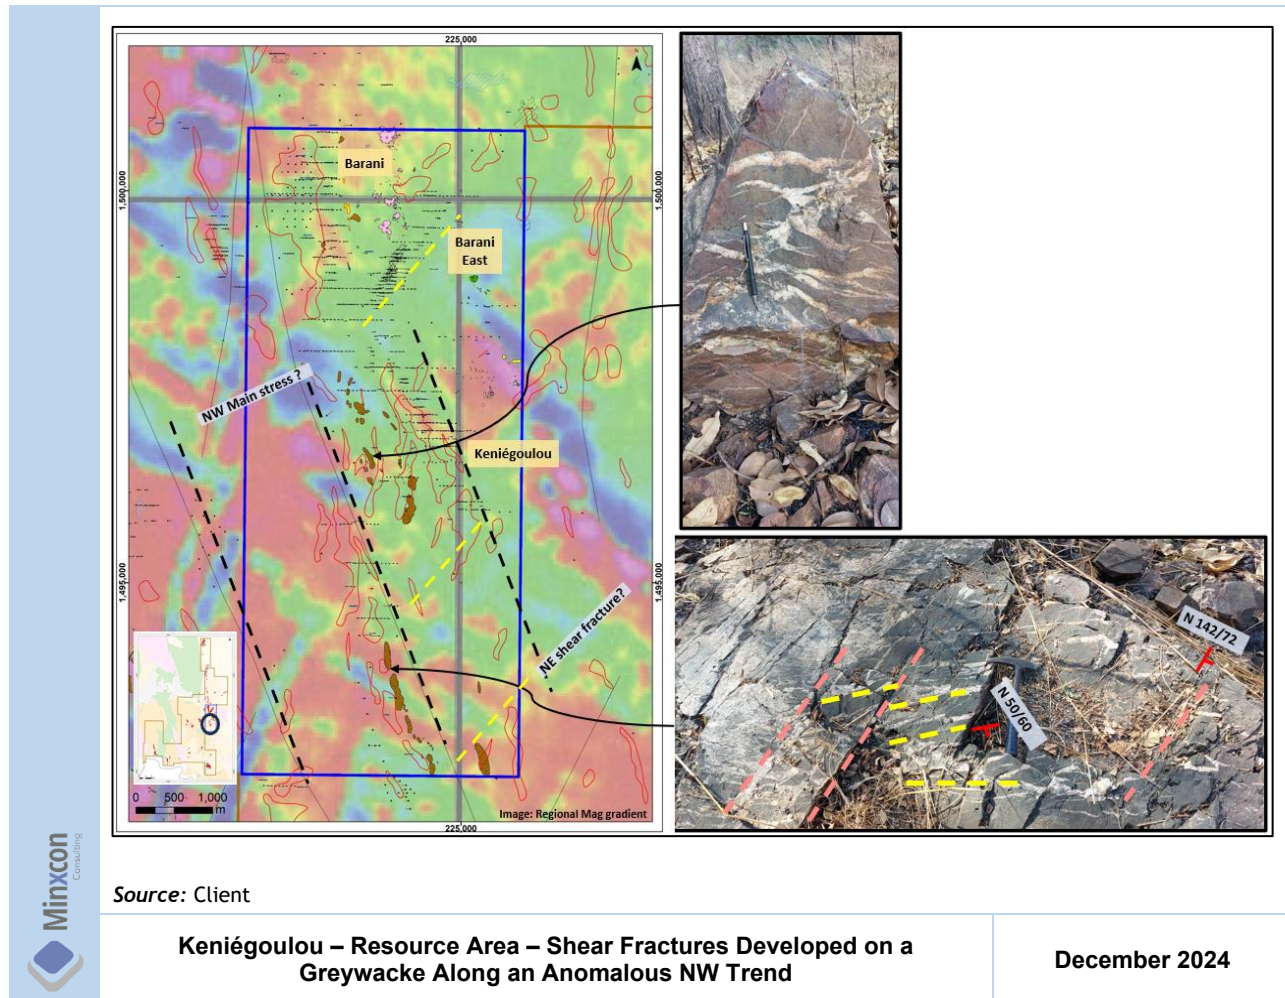 225,000
Barani
1,500,000
1,500,000
Barani
East
NW Main stress ?
Keniégoulou
1,495,000
1,495,000
NE shear fracture?
N 142/72
N 50/60
0 500 1,000
m
Image: Regional Mag gradient
225,000
Minxcon
Consulting
Source: Client
Keniégoulou – Resource Area – Shear Fractures Developed on a
Greywacke Along an Anomalous NW Trend
December 2024